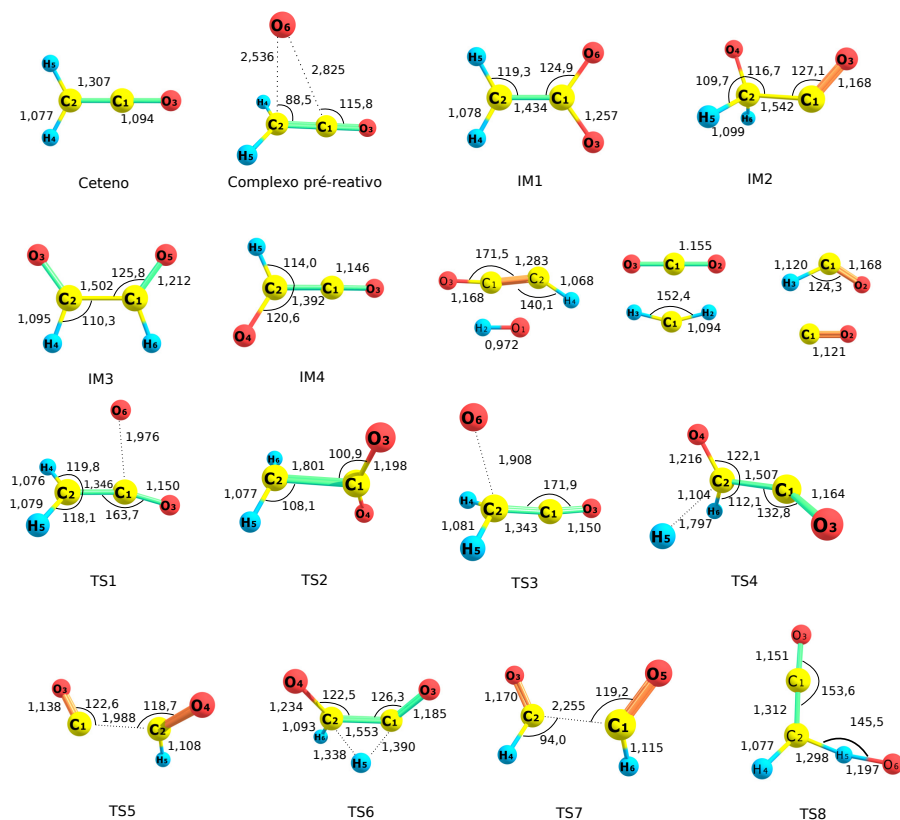 H₅
1,307
C₂
C₁
O₃
1,077
1,094
H₄
Ceteno
O₆
2,536
2,825
H₄
88,5
115,8
C₂
C₁
O₃
H₅
Complexo pré-reativo
H₅
O₆
119,3
124,9
C₂
C₁
1,078
1,434
1,257
H₄
O₃
IM1
O₄
O₃
109,7
116,7
127,1
1,168
C₂
C₁
H₅
1,542
H₆
1,099
IM2
O₃
O₅
1,502
125,8
1,212
C₂
C₁
1,095
110,3
H₄
H₆
IM3
H₅
114,0
1,146
C₂
C₁
O₃
1,392
120,6
O₄
IM4
171,5
1,283
O₃
C₁
C₂
1,068
1,168
140,1
H₄
H₂
O₁
0,972
1.155
O₃
C₁
O₂
152,4
H₃
H₂
C₁
1,094
1,120
C₁
1,168
H₃
124,3
O₂
C₁
O₂
1,121
O₆
1,976
H₄
119,8
1,076
1,346
1,150
C₂
C₁
1,079
O₃
H₅
118,1
163,7
TS1
O₃
H₆
1,801
100,9
1,198
C₂
C₁
1,077
108,1
O₄
H₅
TS2
O₆
1,908
171,9
H₄
C₂
C₁
O₃
1,081
1,343
1,150
H₅
TS3
O₄
1,216
122,1
1,507
C₂
C₁
1,104
112,1
1,164
H₆
1,797
132,8
O₃
H₅
TS4
O₃
122,6
118,7
O₄
1,138
C₁
1,988
C₂
1,108
H₅
TS5
O₄
122,5
126,3
O₃
1,234
C₂
C₁
1,185
1,093
H₆
1,553
1,338
1,390
H₅
TS6
O₃
O₅
119,2
1,170
2,255
C₂
C₁
94,0
H₄
1,115
H₆
TS7
O₃
1,151
C₁
153,6
1,312
145,5
C₂
1,077
H₅
O₆
H₄
1,298
1,197
TS8